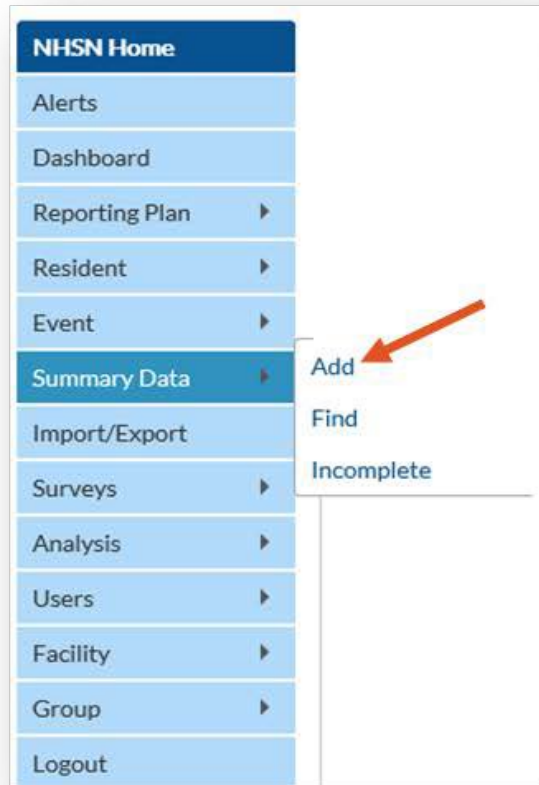 NHSN Home
Alerts
Dashboard
Reporting Plan
Resident
Event
Summary Data
Add
Find
Incomplete
Import/Export
Surveys
Analysis
Users
Facility
Group
Logout